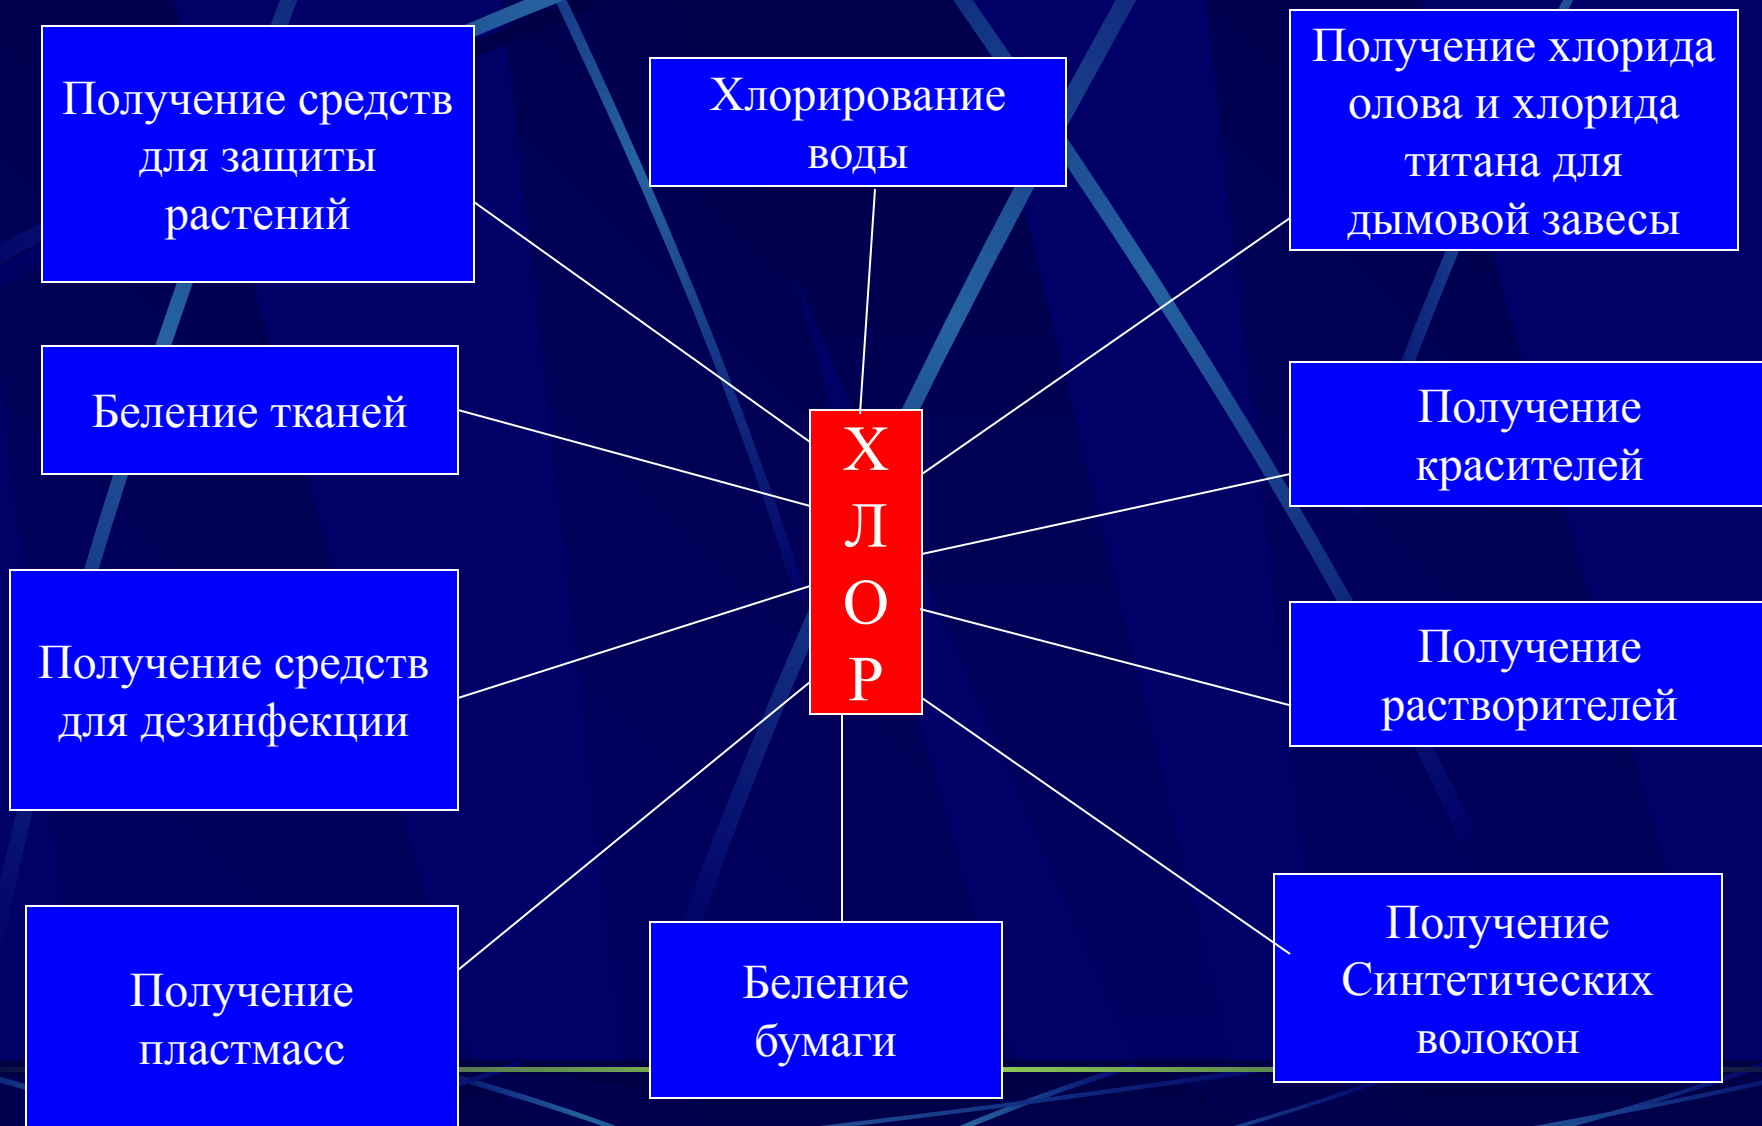 Получение средств
для защиты
растений
Хлорирование
воды
Получение хлорида
олова и хлорида
титана для
дымовой завесы
Беление тканей
Х
Л
О
Р
Получение
красителей
Получение средств
для дезинфекции
Получение
растворителей
Получение
пластмасс
Беление
бумаги
Получение
Синтетических
волокон